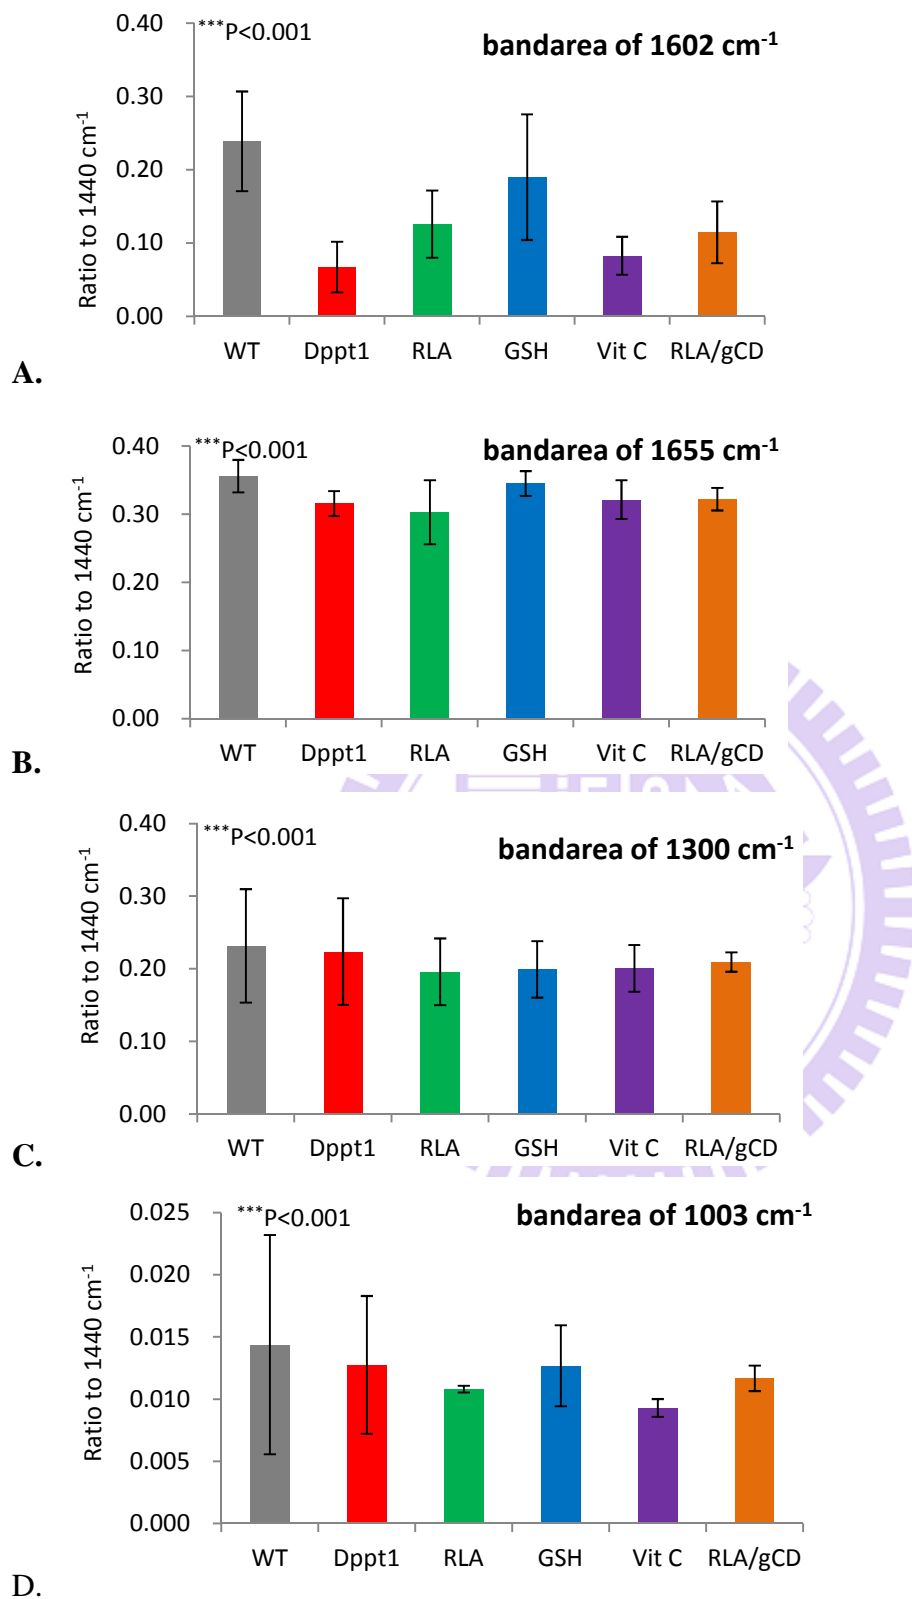 ***P<0.001
bandarea of 1602 cm-1
Ratio to 1440 cm-1
0.40
0.30
0.20
0.10
0.00
WT Dppt1 RLA GSH Vit C RLA/gCD
A.
***P<0.001
bandarea of 1655 cm-1
Ratio to 1440 cm-1
0.40
0.30
0.20
0.10
0.00
WT Dppt1 RLA GSH Vit C RLA/gCD
B.
***P<0.001
bandarea of 1300 cm-1
Ratio to 1440 cm-1
0.40
0.30
0.20
0.10
0.00
WT Dppt1 RLA GSH Vit C RLA/gCD
C.
***P<0.001
bandarea of 1003 cm-1
Ratio to 1440 cm-1
0.025
0.020
0.015
0.010
0.005
0.000
WT Dppt1 RLA GSH Vit C RLA/gCD
D.